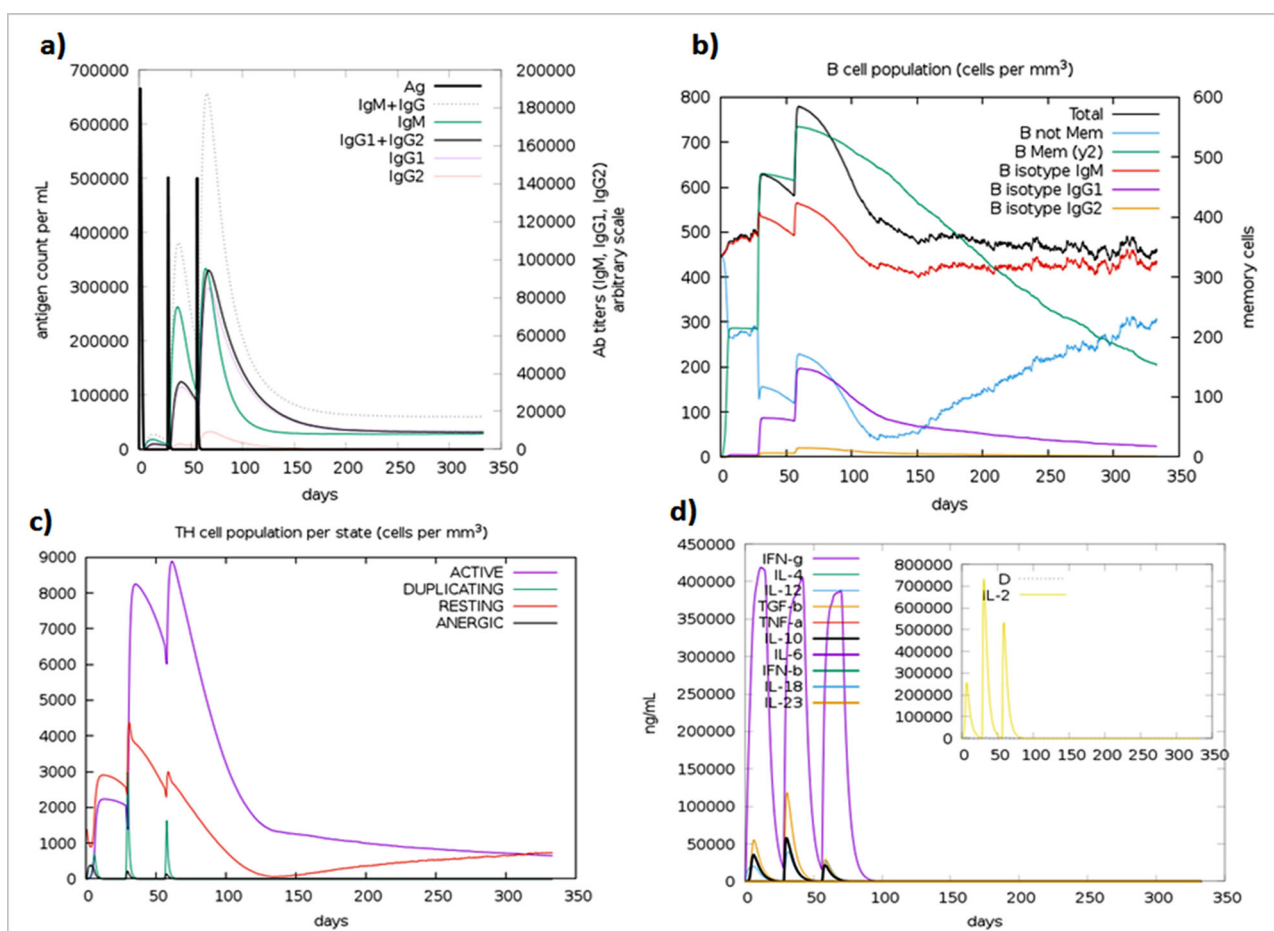 a)
700000
600000
500000
400000
300000
200000
100000
0
antigen count per mL
0
50
100
150
200
250
300
350
days
200000
180000
160000
140000
120000
100000
80000
60000
40000
20000
0
Ab titers (IgM, IgG1, IgG2)
arbitrary scale
Ag
IgM+IgG
IgM
IgG1+IgG2
IgG1
IgG2
b)
B cell population (cells per mm³)
800
700
600
500
400
300
200
100
0
0
50
100
150
200
250
300
350
days
600
500
400
300
200
100
0
memory cells
Total
B not Mem
B Mem (y2)
B isotype IgM
B isotype IgG1
B isotype IgG2
c)
TH cell population per state (cells per mm³)
9000
8000
7000
6000
5000
4000
3000
2000
1000
0
0
50
100
150
200
250
300
350
days
ACTIVE
DUPLICATING
RESTING
ANERGIC
d)
450000
400000
350000
300000
250000
200000
150000
100000
50000
0
ng/mL
0
50
100
150
200
250
300
350
days
IFN-g
IL-4
IL-12
TGF-b
TNF-a
IL-10
IL-6
IFN-b
IL-18
IL-23
800000
700000
600000
500000
400000
300000
200000
100000
0
0
50
100
150
200
250
300
350
D
IL-2